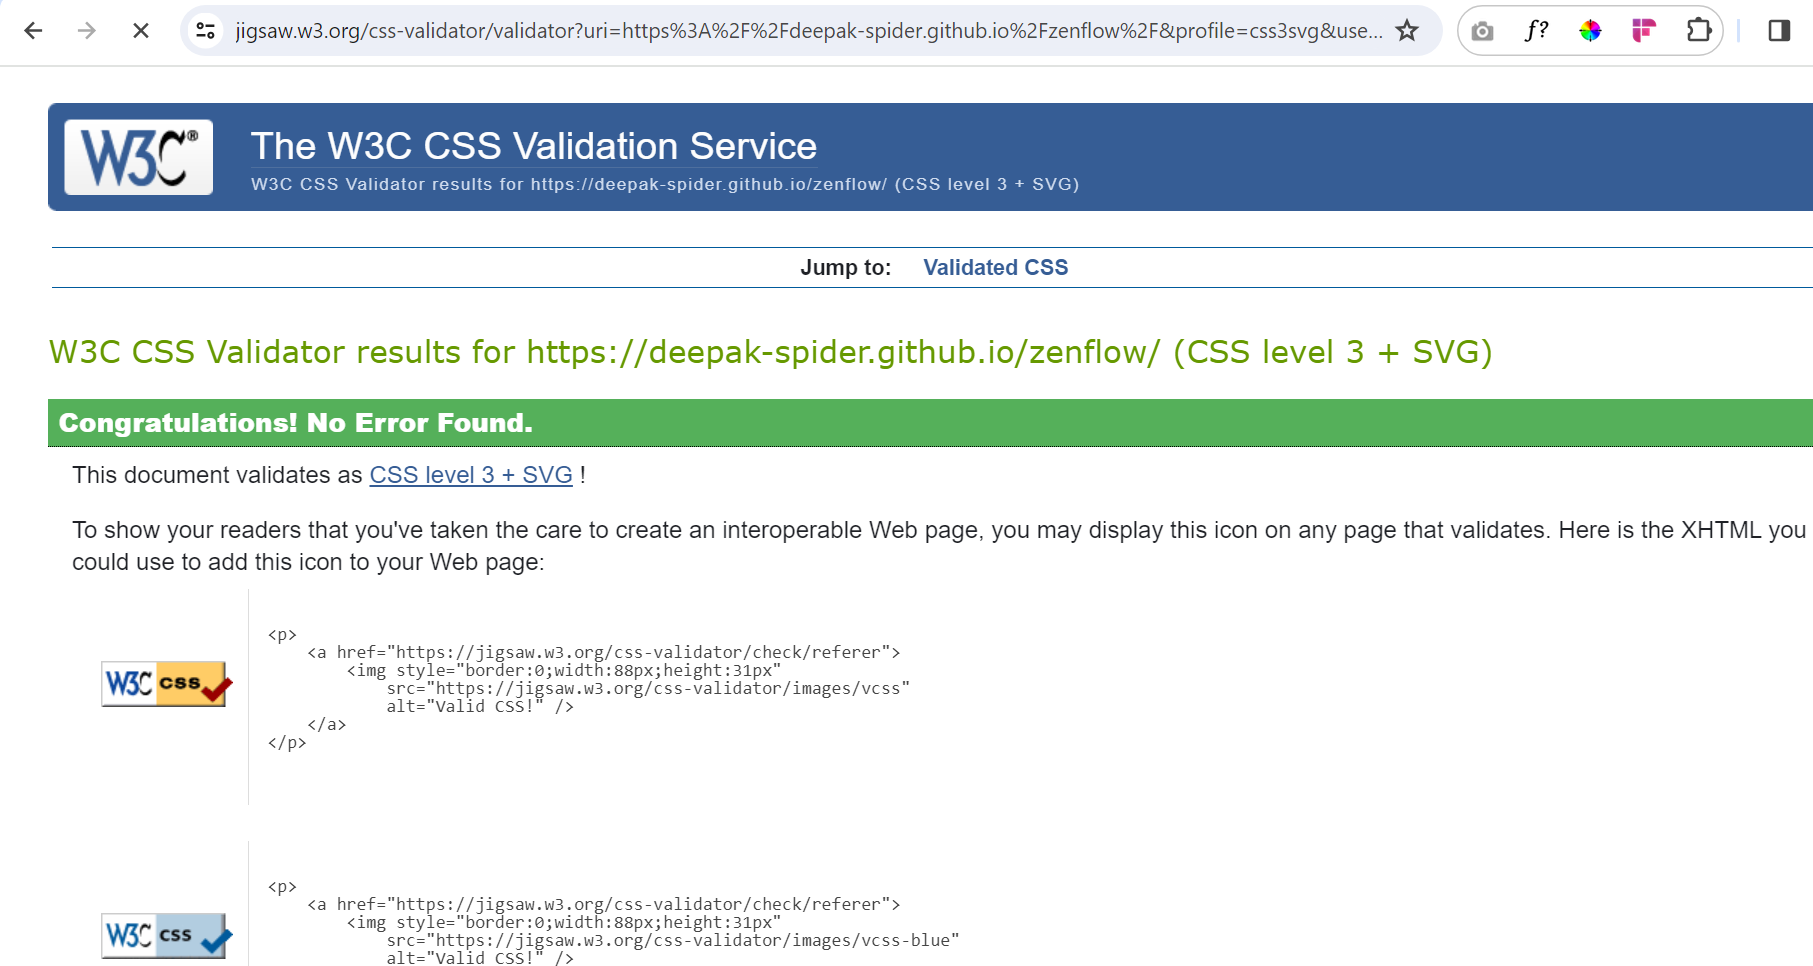 jigsaw.w3.org/css-validator/validator?uri=https%3A%2F%2Fdeepak-spider.github.io%2Fzenflow%2F&profile=css3svg&use...
f?
W3C®
The W3C CSS Validation Service
W3C CSS Validator results for https://deepak-spider.github.io/zenflow/ (CSS level 3 + SVG)
Jump to: Validated CSS
W3C CSS Validator results for https://deepak-spider.github.io/zenflow/ (CSS level 3 + SVG)
Congratulations! No Error Found.
This document validates as CSS level 3 + SVG !
To show your readers that you've taken the care to create an interoperable Web page, you may display this icon on any page that validates. Here is the XHTML you
could use to add this icon to your Web page:
W3C css
<p>
<a href="https://jigsaw.w3.org/css-validator/check/referer">
<img style="border:0;width:88px;height:31px"
src="https://jigsaw.w3.org/css-validator/images/vcss"
alt="Valid CSS!" />
</a>
</p>
W3C css
<p>
<a href="https://jigsaw.w3.org/css-validator/check/referer">
<img style="border:0;width:88px;height:31px"
src="https://jigsaw.w3.org/css-validator/images/vcss-blue"
alt="Valid CSS!" />